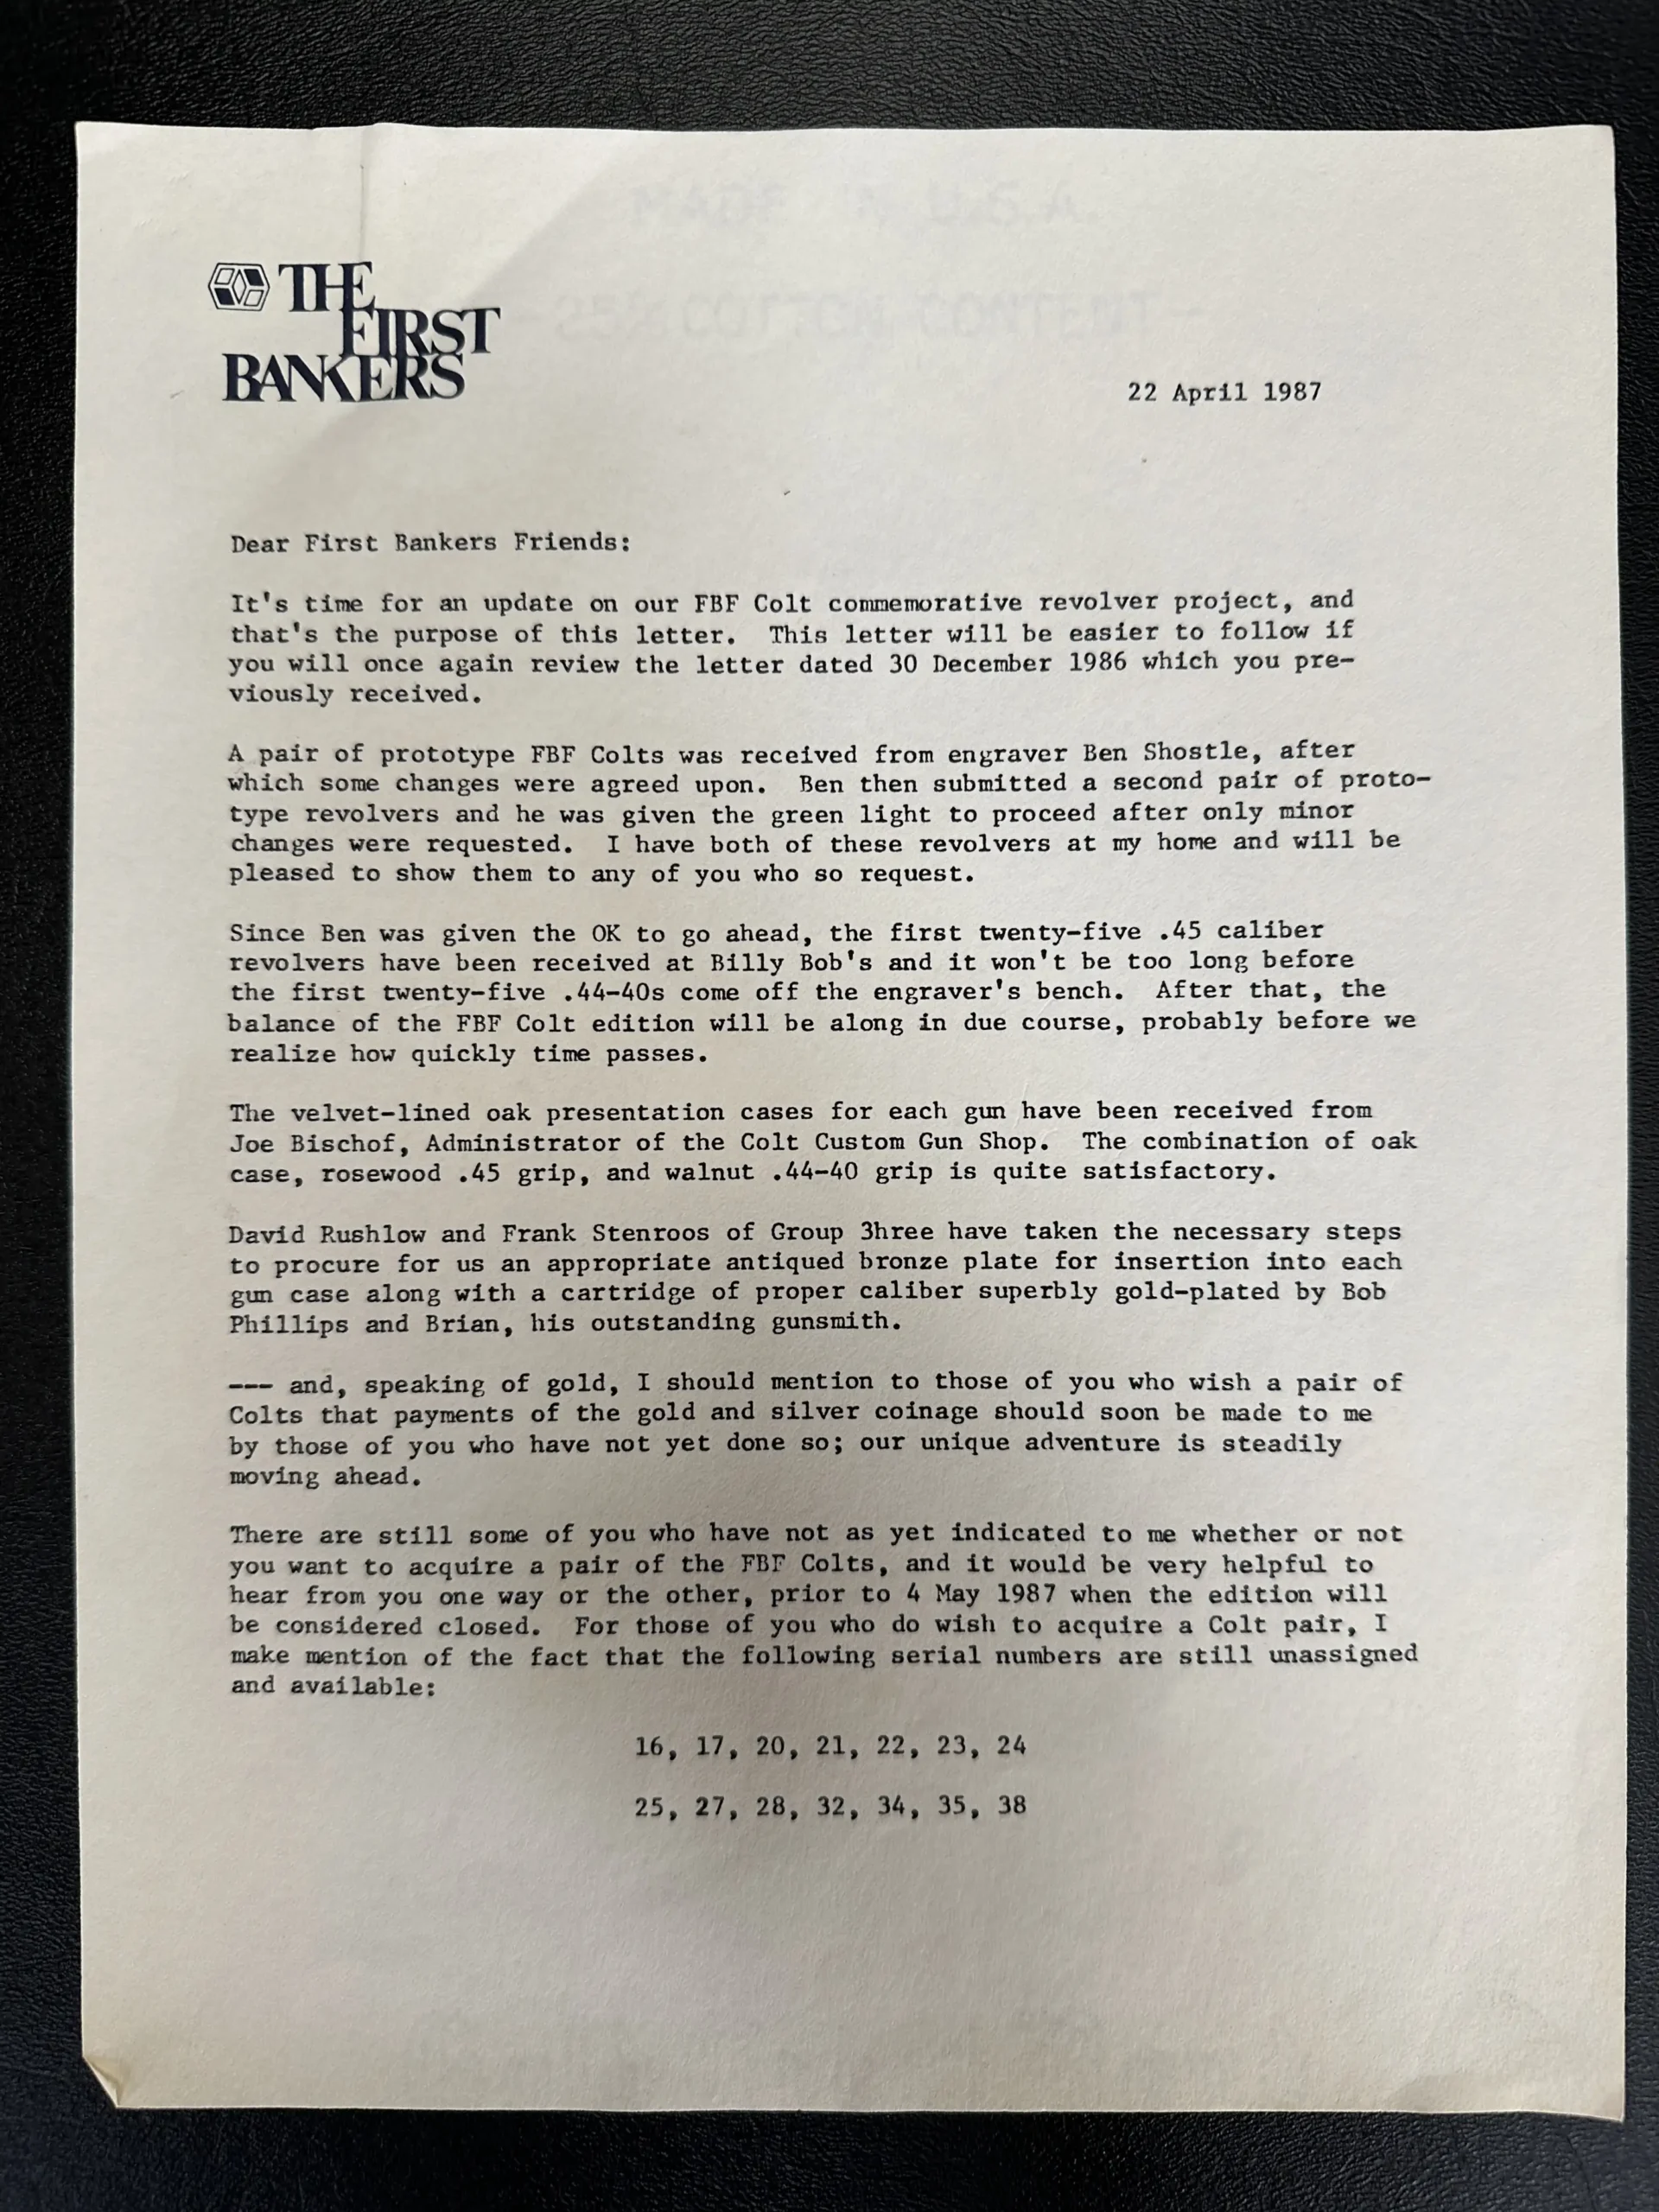 THE
FIRST
BANKERS
22 April 1987
Dear First Bankers Friends:
It's time for an update on our FBF Colt commemorative revolver project, and
that's the purpose of this letter.  This letter will be easier to follow if
you will once again review the letter dated 30 December 1986 which you pre-
viously received.
A pair of prototype FBF Colts was received from engraver Ben Shostle, after
which some changes were agreed upon.  Ben then submitted a second pair of proto-
type revolvers and he was given the green light to proceed after only minor
changes were requested.  I have both of these revolvers at my home and will be
pleased to show them to any of you who so request.
Since Ben was given the OK to go ahead, the first twenty-five .45 caliber
revolvers have been received at Billy Bob's and it won't be too long before
the first twenty-five .44-40s come off the engraver's bench.  After that, the
balance of the FBF Colt edition will be along in due course, probably before we
realize how quickly time passes.
The velvet-lined oak presentation cases for each gun have been received from
Joe Bischof, Administrator of the Colt Custom Gun Shop.  The combination of oak
case, rosewood .45 grip, and walnut .44-40 grip is quite satisfactory.
David Rushlow and Frank Stenroos of Group 3hree have taken the necessary steps
to procure for us an appropriate antiqued bronze plate for insertion into each
gun case along with a cartridge of proper caliber superbly gold-plated by Bob
Phillips and Brian, his outstanding gunsmith.
--- and, speaking of gold, I should mention to those of you who wish a pair of
Colts that payments of the gold and silver coinage should soon be made to me
by those of you who have not yet done so; our unique adventure is steadily
moving ahead.
There are still some of you who have not as yet indicated to me whether or not
you want to acquire a pair of the FBF Colts, and it would be very helpful to
hear from you one way or the other, prior to 4 May 1987 when the edition will
be considered closed.  For those of you who do wish to acquire a Colt pair, I
make mention of the fact that the following serial numbers are still unassigned
and available:
16, 17, 20, 21, 22, 23, 24
25, 27, 28, 32, 34, 35, 38